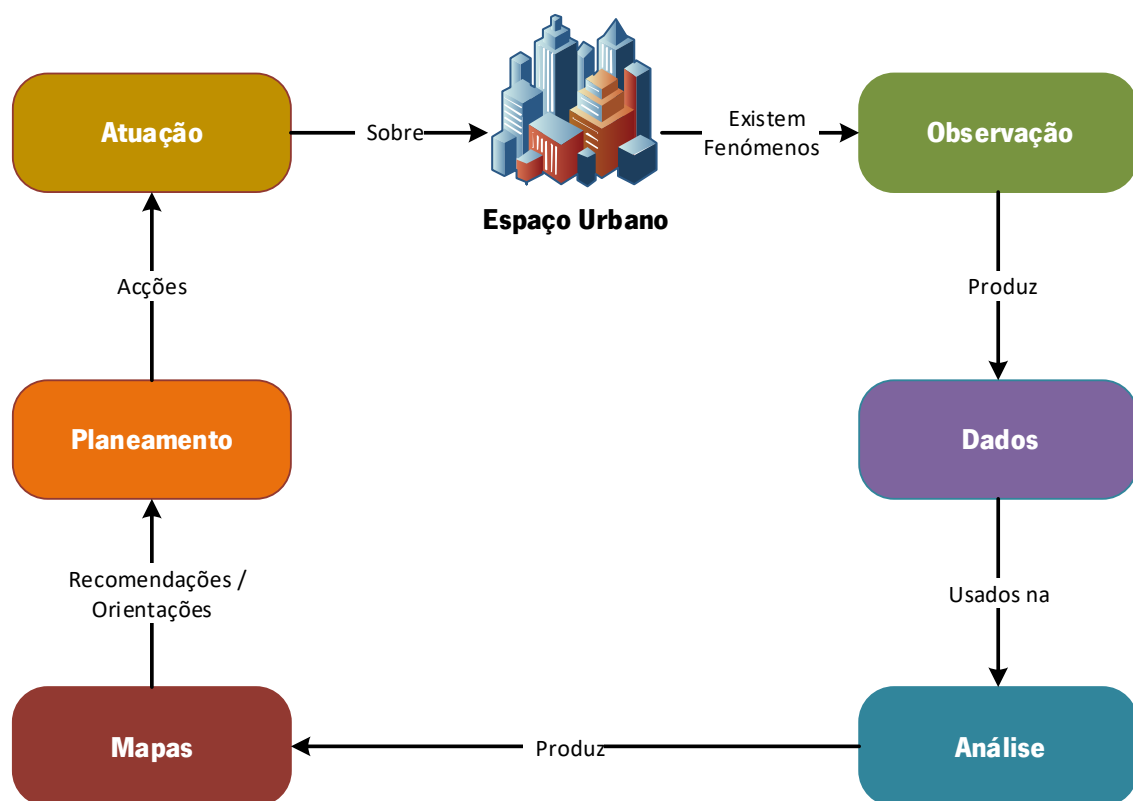 Atuação
Sobre
Espaço Urbano
Existem
Fenómenos
Observação
Acções
Produz
Planeamento
Dados
Recomendações /
Orientações
Usados na
Mapas
Produz
Análise